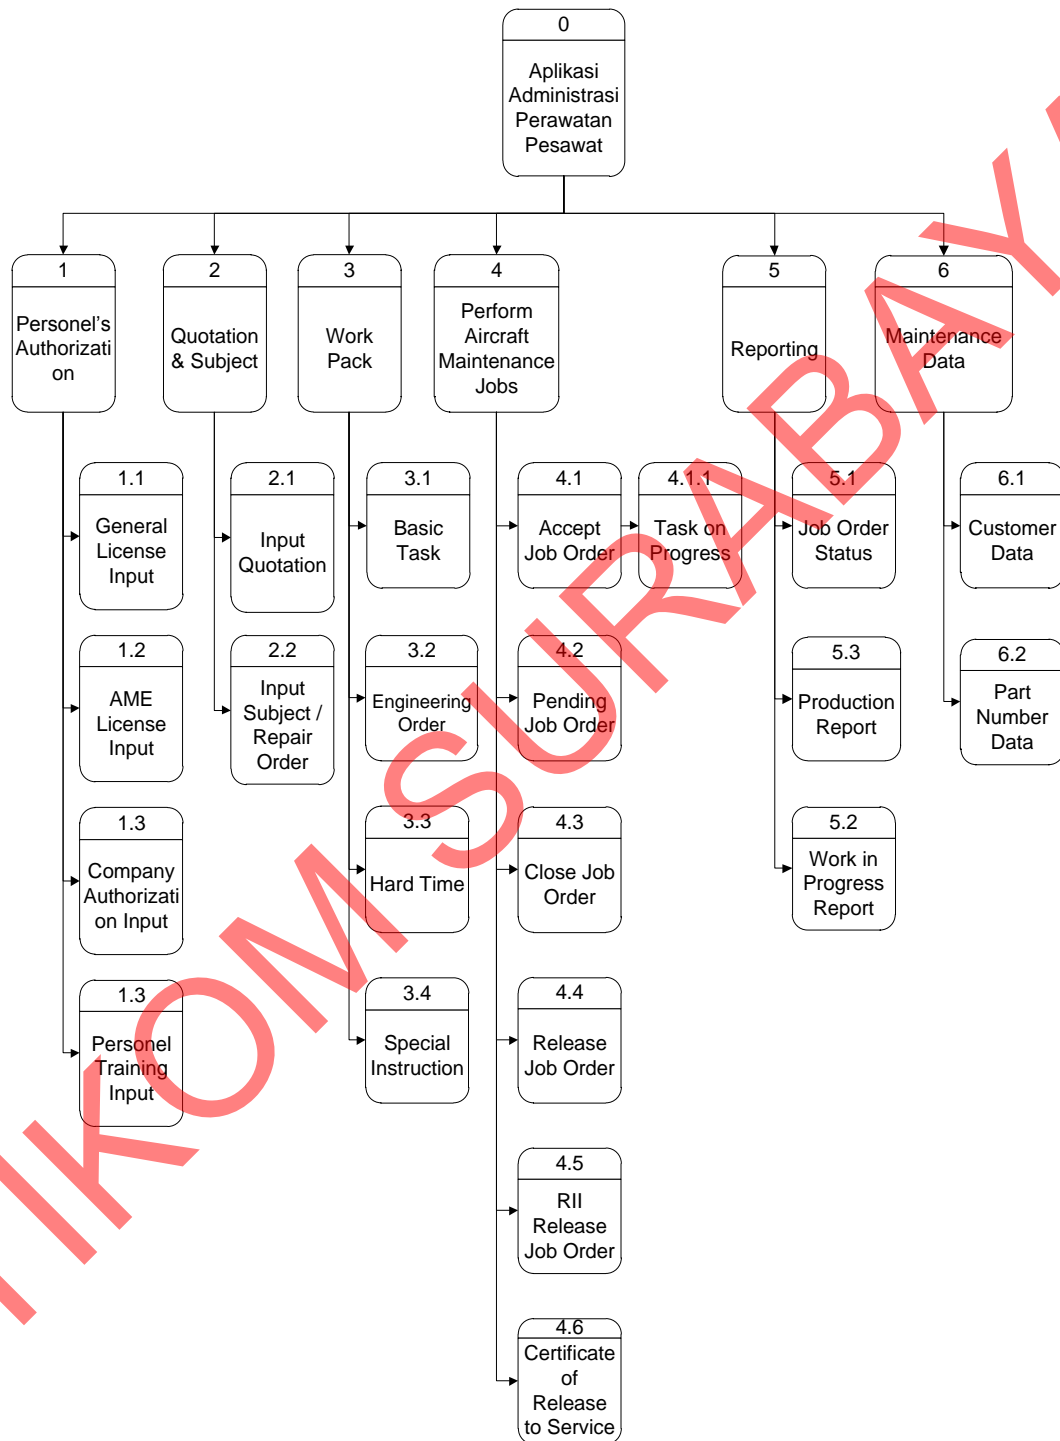 0
Aplikasi
Administrasi
Perawatan
Pesawat
1
Personel's
Authorizati
on
2
Quotation
& Subject
3
Work
Pack
4
Perform
Aircraft
Maintenance
Jobs
5
Reporting
6
Maintenance
Data
1.1
General
License
Input
2.1
Input
Quotation
3.1
Basic
Task
4.1
Accept
Job Order
4.1.1
Task on
Progress
5.1
Job Order
Status
6.1
Customer
Data
1.2
AME
License
Input
2.2
Input
Subject /
Repair
Order
3.2
Engineering
Order
4.2
Pending
Job Order
5.3
Production
Report
6.2
Part
Number
Data
1.3
Company
Authorizati
on Input
3.3
Hard Time
4.3
Close Job
Order
5.2
Work in
Progress
Report
1.3
Personel
Training
Input
3.4
Special
Instruction
4.4
Release
Job Order
4.5
RII
Release
Job Order
4.6
Certificate
of
Release
to Service
IKOM SURABAYA